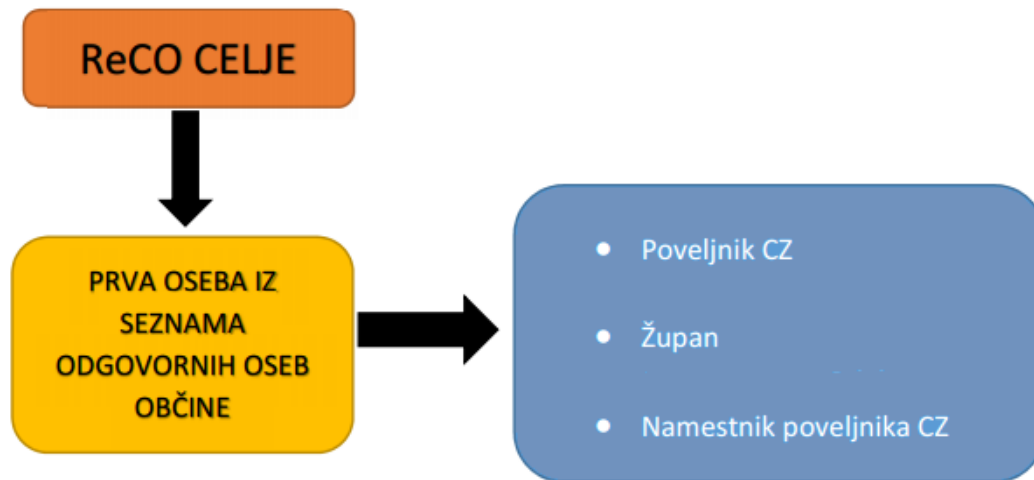 ReCO CELJE
PRVA OSEBA IZ
SEZNAMA
ODGOVORNIH OSEB
OBČINE
• Poveljnik CZ
• Župan
• Namestnik poveljnika CZ